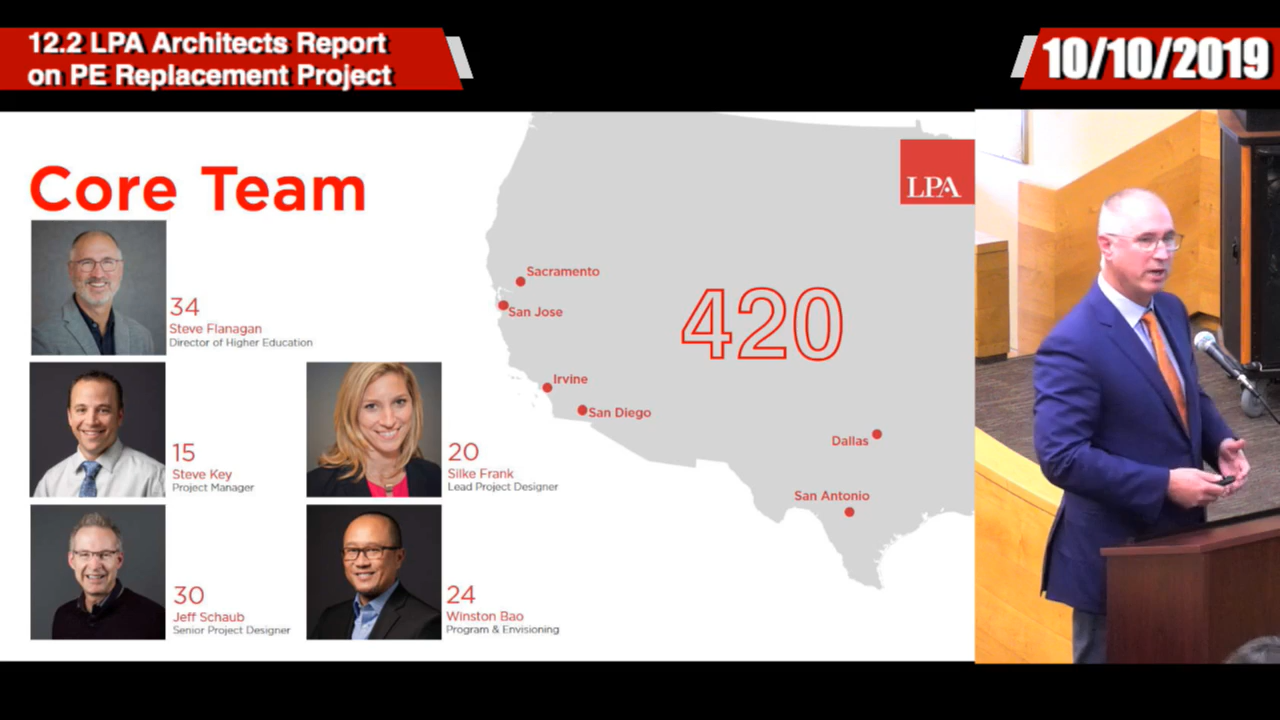 12.2 LPA Architects Report
on PE Replacement Project
10/10/2019
Core Team
LPA
34
Steve Flanagan
Director of Higher Education
15
Steve Key
Project Manager
20
Silke Frank
Lead Project Designer
30
Jeff Schaub
Senior Project Designer
24
Winston Bao
Program & Envisioning
420
Sacramento
San Jose
Irvine
San Diego
Dallas
San Antonio